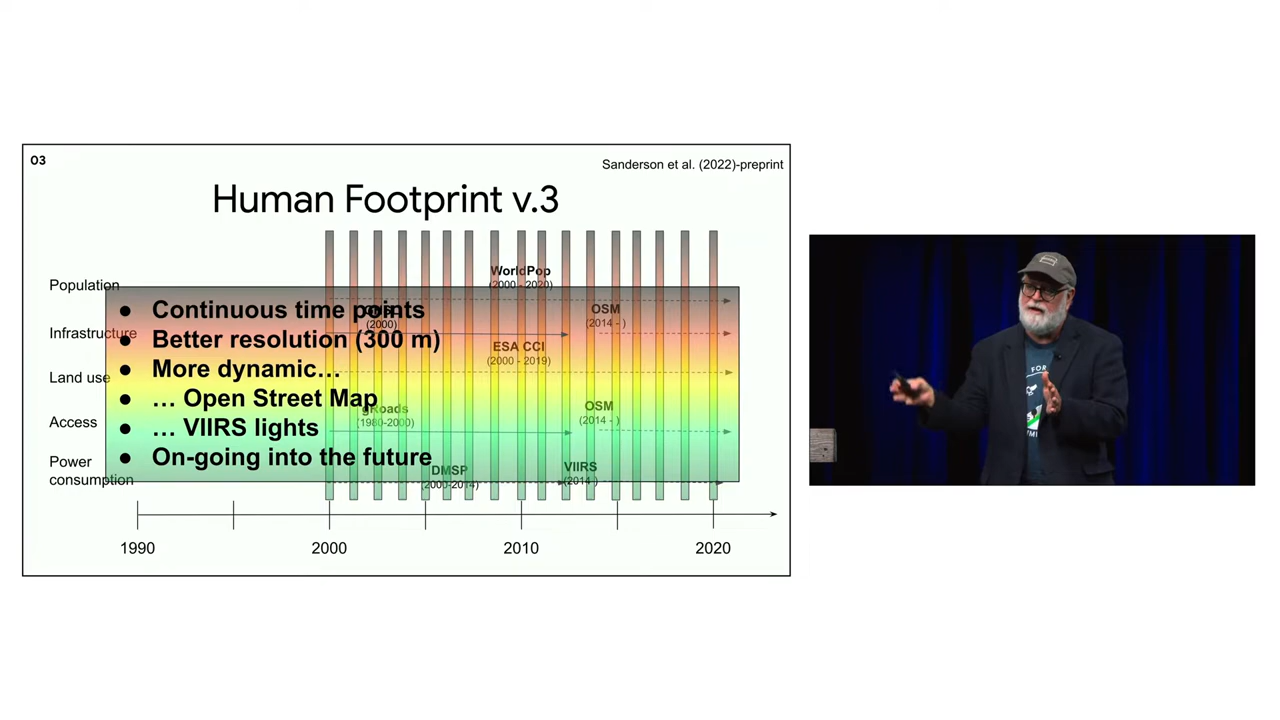 03
Sanderson et al. (2022)-preprint
Human Footprint v.3
Population
WorldPop
(2000 - 2020)
● Continuous time points
(2000)
OSM
(2014 - )
Infrastructure
● Better resolution (300 m)
ESA CCI
(2000 - 2019)
Land use
● More dynamic…
● … Open Street Map
gRoads
(1980-2000)
OSM
(2014 - )
Access
● … VIIRS lights
Power
consumption
● On-going into the future
DMSP
(2000-2014)
VIIRS
(2014 )
1990
2000
2010
2020
FOR